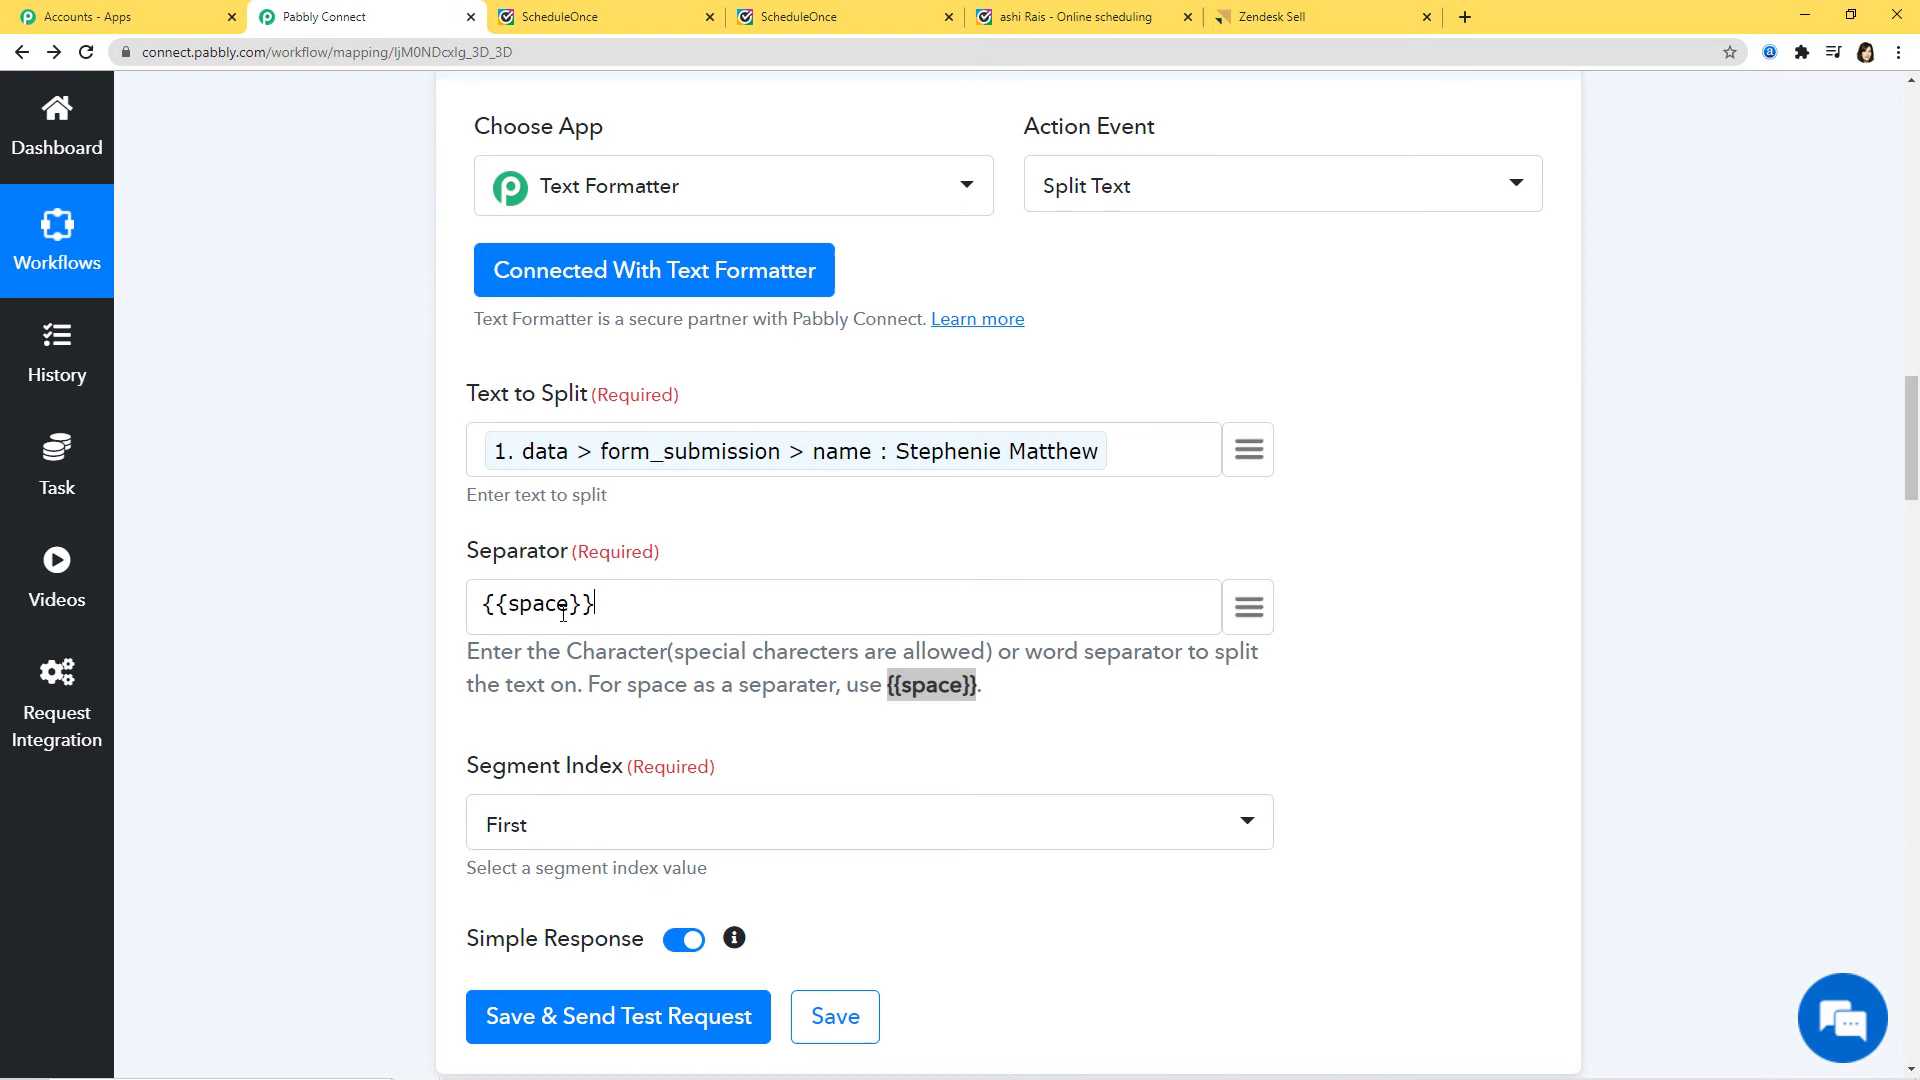 Accounts - Apps
Pabbly Connect
ScheduleOnce
ScheduleOnce
ashi Rais - Online scheduling
Zendesk Sell
connect.pabbly.com/workflow/mapping/IjM0NDcxIg_3D_3D
Dashboard
Workflows
History
Task
Videos
Request
Integration
Choose App
Action Event
Text Formatter
Split Text
Connected With Text Formatter
Text Formatter is a secure partner with Pabbly Connect. Learn more
Text to Split (Required)
1. data > form_submission > name : Stephenie Matthew
Enter text to split
Separator (Required)
{{space}}
Enter the Character(special charecters are allowed) or word separator to split
the text on. For space as a separater, use {{space}}.
Segment Index (Required)
First
Select a segment index value
Simple Response
Save & Send Test Request
Save